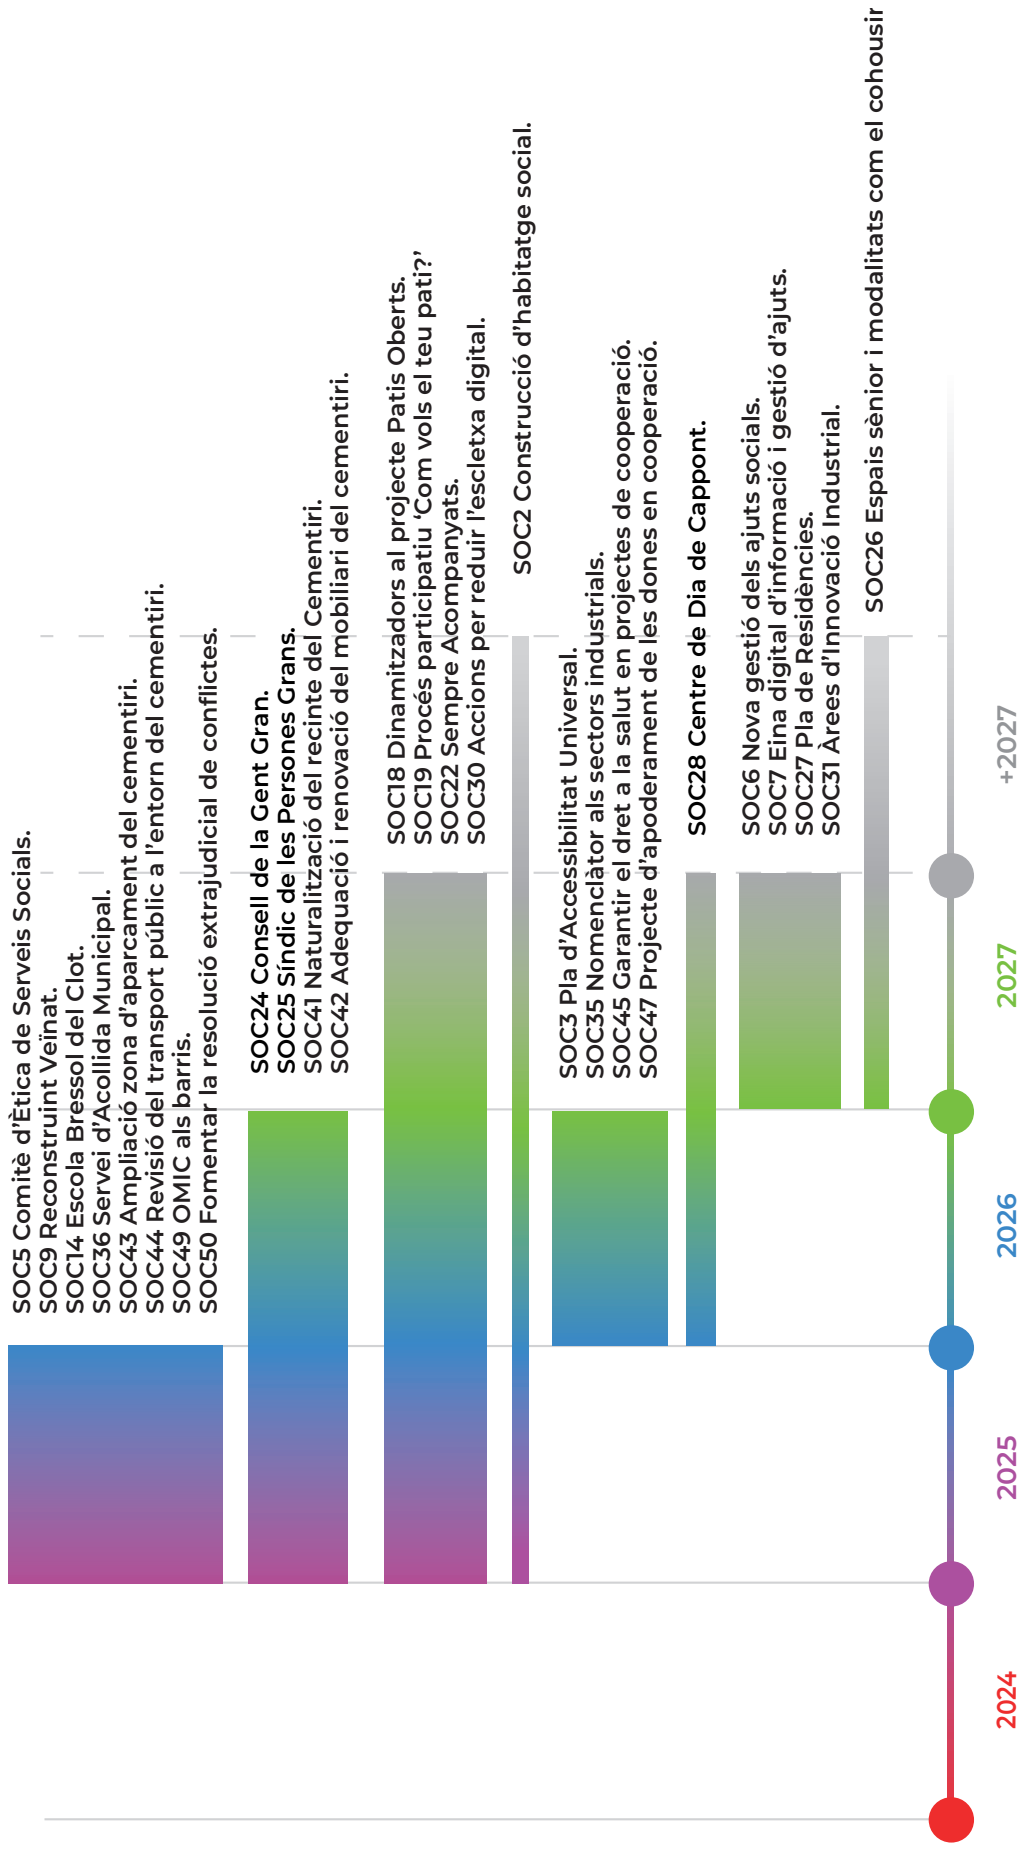 SOC5 Comitè d’Ètica de Serveis Socials.
SOC9 Reconstruint Veïnat.
SOC14 Escola Bressol del Clot.
SOC36 Servei d’Acollida Municipal.
SOC43 Ampliació zona d’aparcament del cementiri.
SOC44 Revisió del transport públic a l’entorn del cementiri.
SOC49 OMIC als barris.
SOC50 Fomentar la resolució extrajudicial de conflictes.
SOC24 Consell de la Gent Gran.
SOC25 Síndic de les Persones Grans.
SOC41 Naturalització del recinte del Cementiri.
SOC42 Adequació i renovació del mobiliari del cementiri.
SOC18 Dinamitzadors al projecte Patis Oberts.
SOC19 Procés participatiu ‘Com vols el teu pati?’
SOC22 Sempre Acompanyats.
SOC30 Accions per reduir l’escletxa digital.
SOC2 Construcció d’habitatge social.
SOC3 Pla d’Accessibilitat Universal.
SOC35 Nomenclàtor als sectors industrials.
SOC45 Garantir el dret a la salut en projectes de cooperació.
SOC47 Projecte d’apoderament de les dones en cooperació.
SOC28 Centre de Dia de Cappont.
SOC6 Nova gestió dels ajuts socials.
SOC7 Eina digital d’informació i gestió d’ajuts.
SOC27 Pla de Residències.
SOC31 Àrees d’Innovació Industrial.
SOC26 Espais sènior i modalitats com el cohousir
2024
2025
2026
2027
+2027